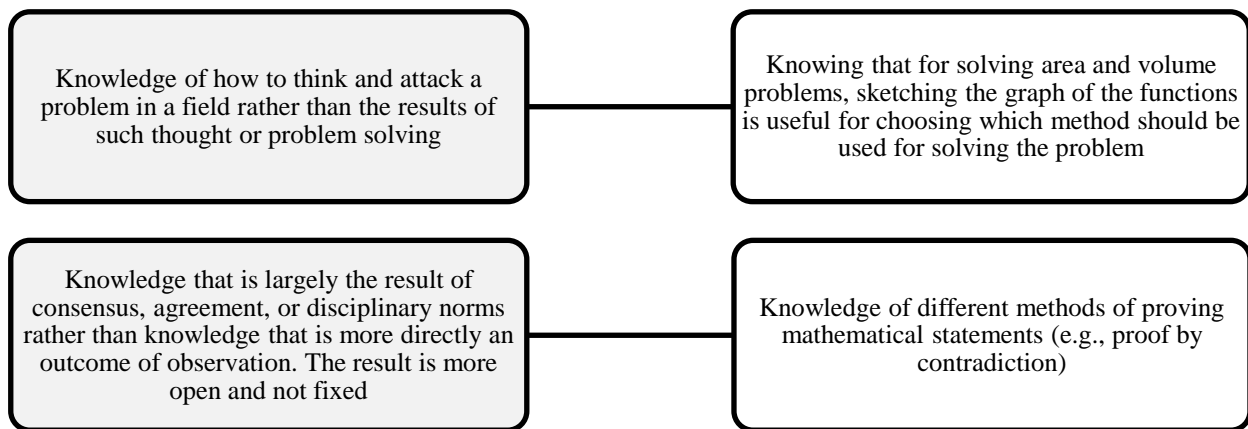 Knowledge of how to think and attack a
problem in a field rather than the results of
such thought or problem solving
Knowing that for solving area and volume
problems, sketching the graph of the functions
is useful for choosing which method should be
used for solving the problem
Knowledge that is largely the result of
consensus, agreement, or disciplinary norms
rather than knowledge that is more directly an
outcome of observation. The result is more
open and not fixed
Knowledge of different methods of proving
mathematical statements (e.g., proof by
contradiction)